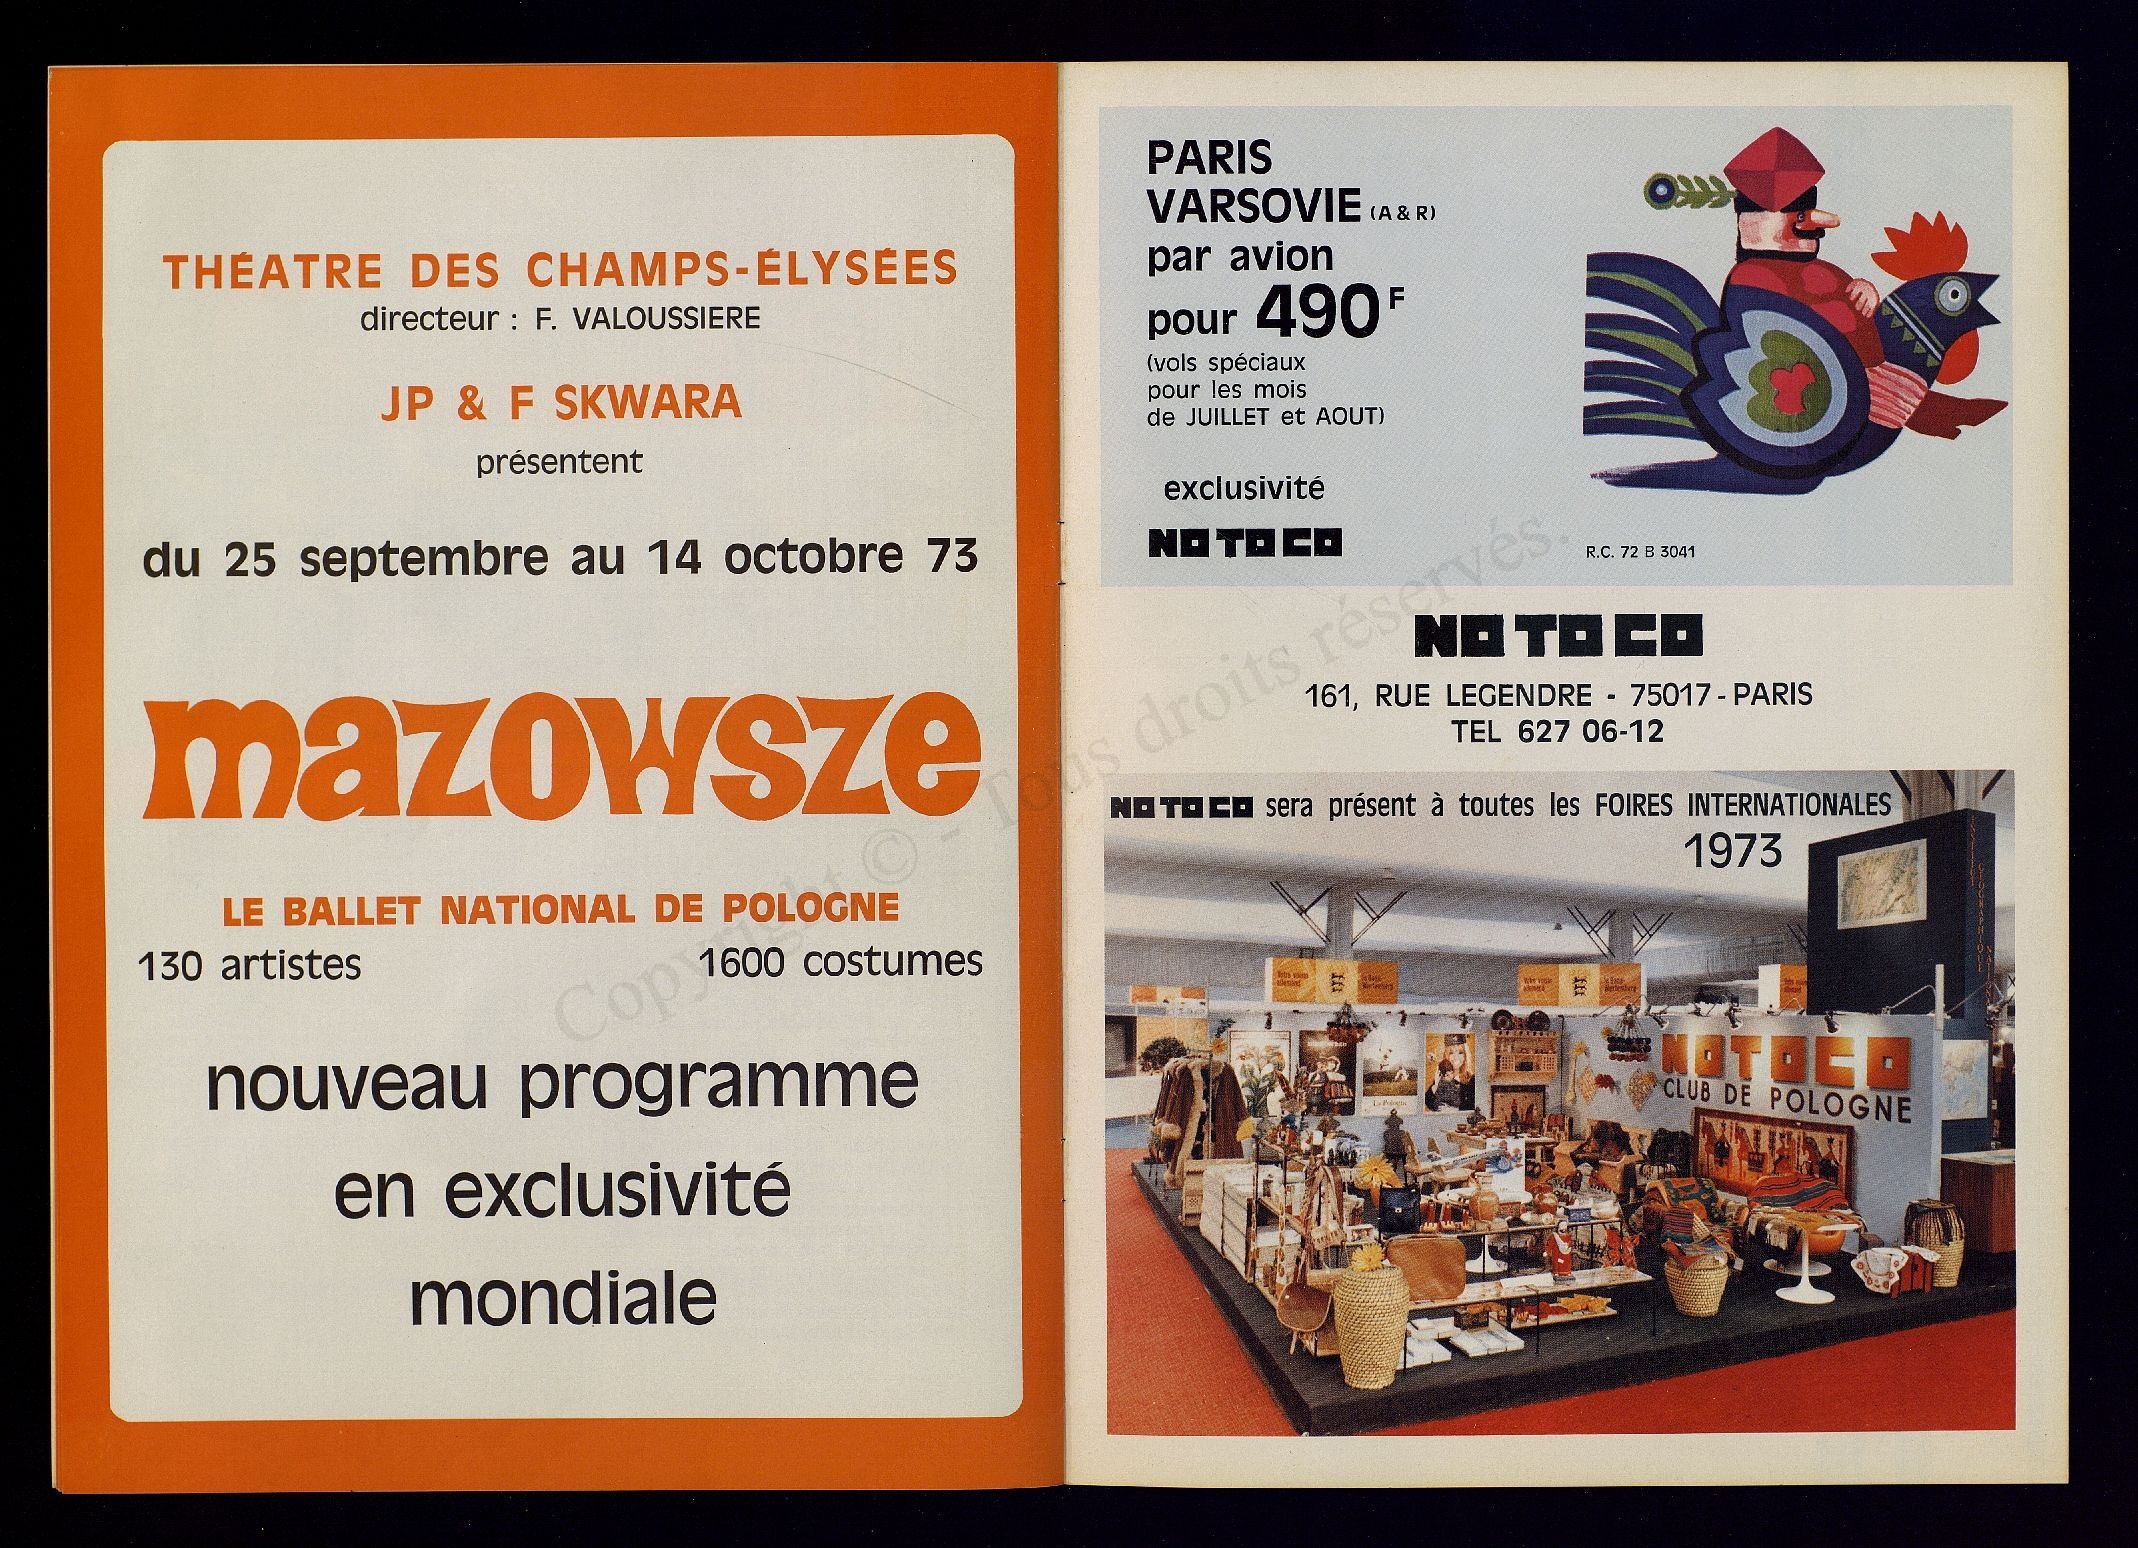 THÉATRE DES CHAMPS-ÉLYSÉES
directeur : F. VALOUSSIERE
JP & F SKWARA
présentent
du 25 septembre au 14 octobre 73
mazowsze
LE BALLET NATIONAL DE POLOGNE
130 artistes 1600 costumes
nouveau programme
en exclusivité
mondiale
PARIS
VARSOVIE (A & R)
par avion
pour 490 F
(vols spéciaux
pour les mois
de JUILLET et AOUT)
exclusivité
NOTOCO
R.C. 72 B 3041
NOTOCO
161, RUE LEGENDRE - 75017 - PARIS
TEL 627 06-12
NOTOCO sera présent à toutes les FOIRES INTERNATIONALES
1973
NOTOCO
CLUB DE POLOGNE
La Pologne
Copyright © - Tous droits réservés.